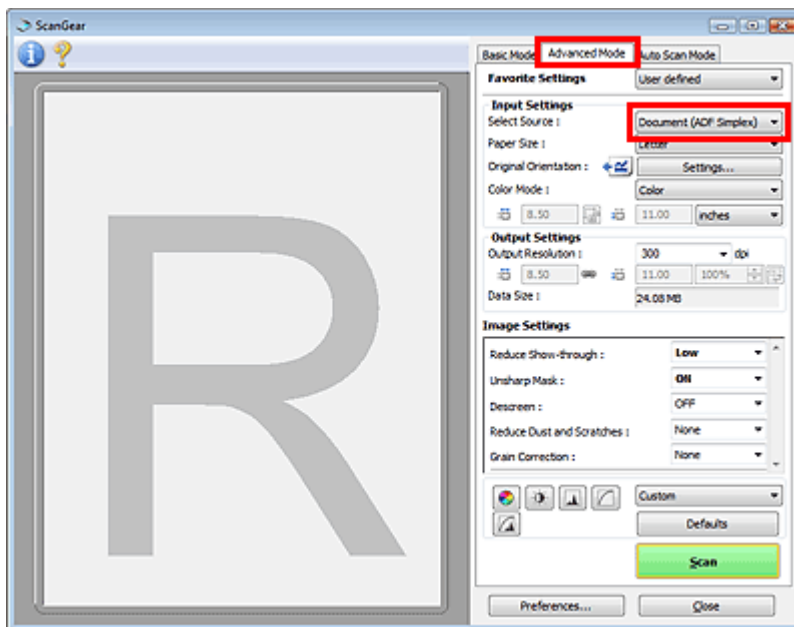 ScanGear
Basic Mode Advanced Mode Auto Scan Mode
Favorite Settings User defined
Input Settings
Select Source : Document (ADF Simplex)
Paper Size : Letter
Original Orientation : Settings...
Color Mode : Color
8.50 11.00 inches
Output Settings
Output Resolution : 300 dpi
8.50 11.00 100%
Data Size : 24.08 MB
Image Settings
Reduce Show-through : Low
Unsharp Mask : ON
Descreen : OFF
Reduce Dust and Scratches : None
Grain Correction : None
Custom
Defaults
Scan
Preferences... Close
R